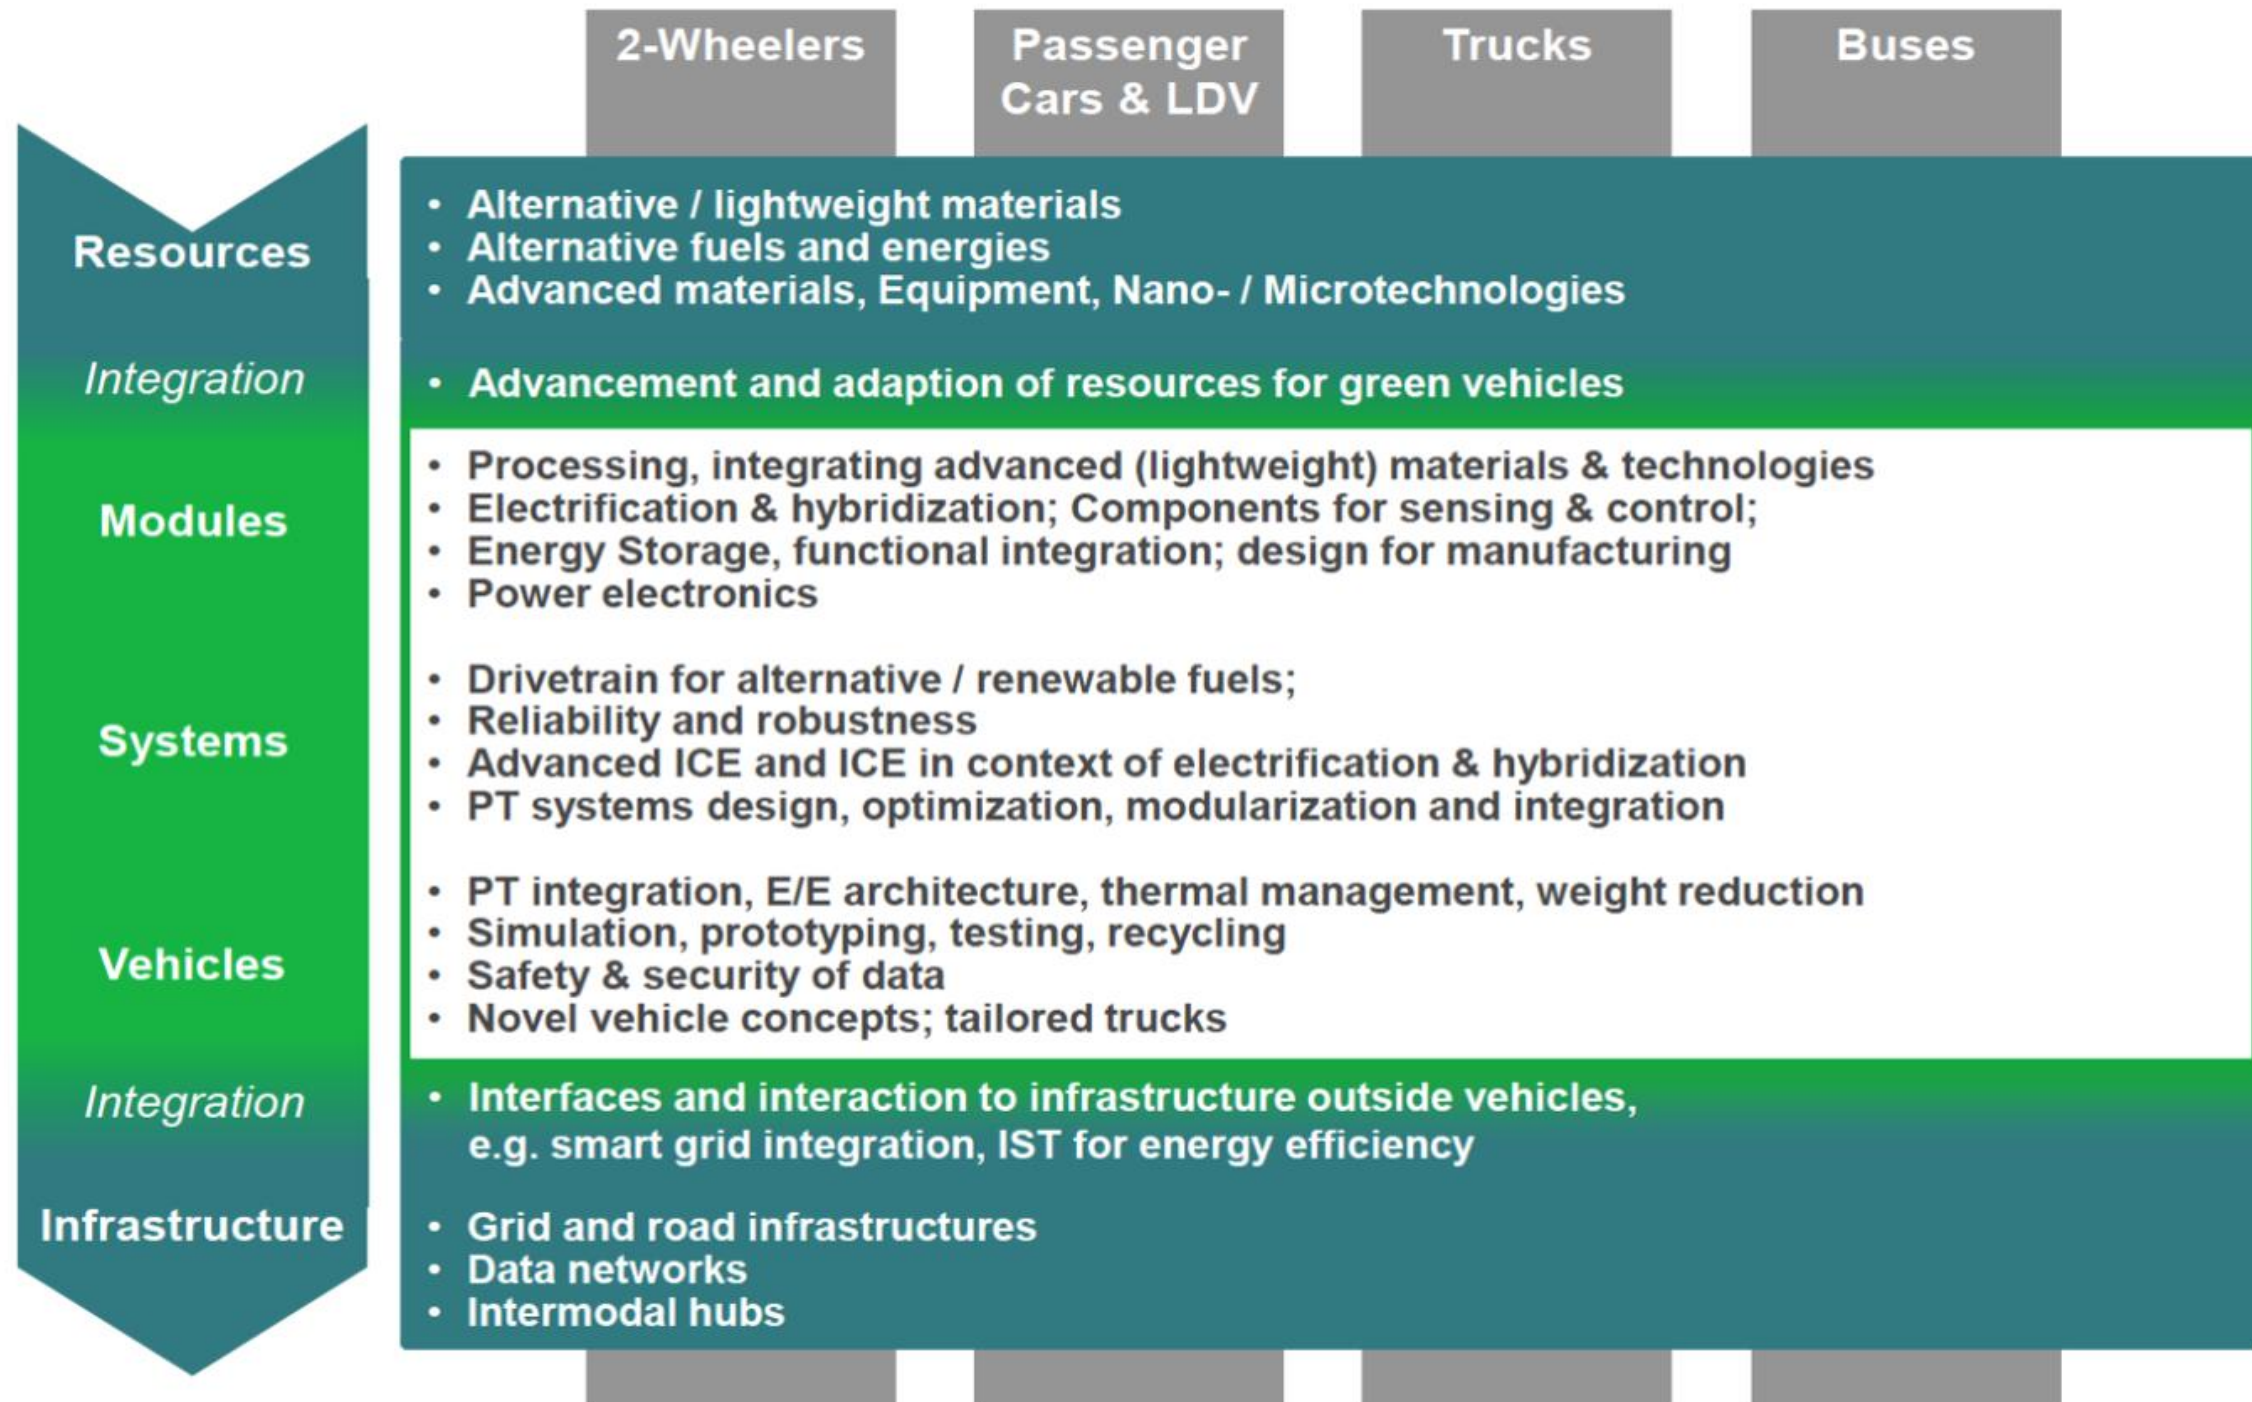 2-Wheelers
Passenger
Cars & LDV
Trucks
Buses
Resources
• Alternative / lightweight materials
• Alternative fuels and energies
• Advanced materials, Equipment, Nano- / Microtechnologies
Integration
• Advancement and adaption of resources for green vehicles
Modules
• Processing, integrating advanced (lightweight) materials & technologies
• Electrification & hybridization; Components for sensing & control;
• Energy Storage, functional integration; design for manufacturing
• Power electronics
Systems
• Drivetrain for alternative / renewable fuels;
• Reliability and robustness
• Advanced ICE and ICE in context of electrification & hybridization
• PT systems design, optimization, modularization and integration
Vehicles
• PT integration, E/E architecture, thermal management, weight reduction
• Simulation, prototyping, testing, recycling
• Safety & security of data
• Novel vehicle concepts; tailored trucks
Integration
• Interfaces and interaction to infrastructure outside vehicles,
e.g. smart grid integration, IST for energy efficiency
Infrastructure
• Grid and road infrastructures
• Data networks
• Intermodal hubs